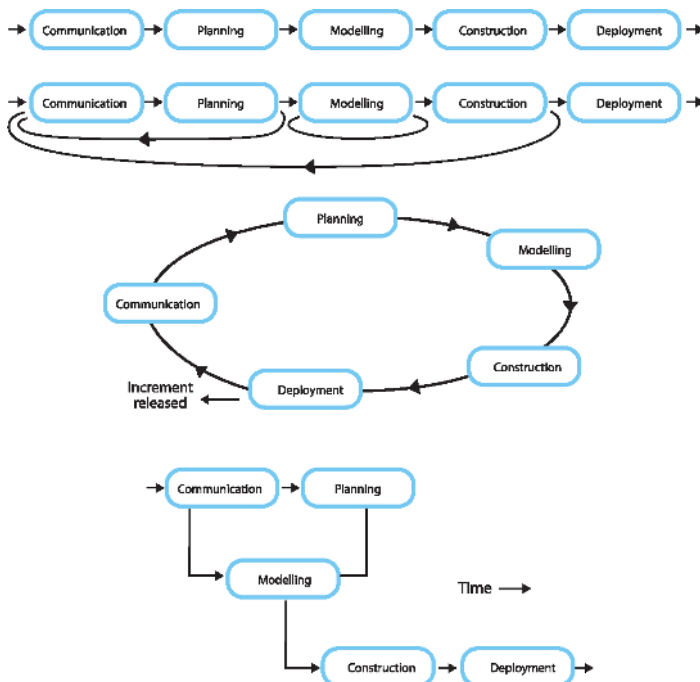 Communication Planning Modelling Construction Deployment
Communication Planning Modelling Construction Deployment
Planning
Modelling
Communication
Construction
Deployment
Increment
released
Communication Planning
Modelling
Time
Construction Deployment